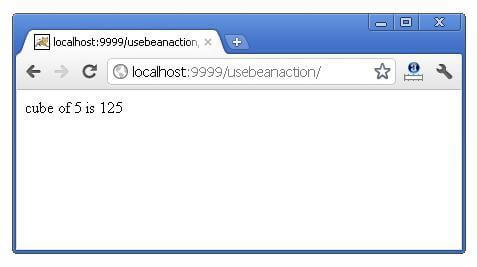 localhost:9999/usebeanaction,
localhost:9999/usebeanaction/
a
cube of 5 is 125